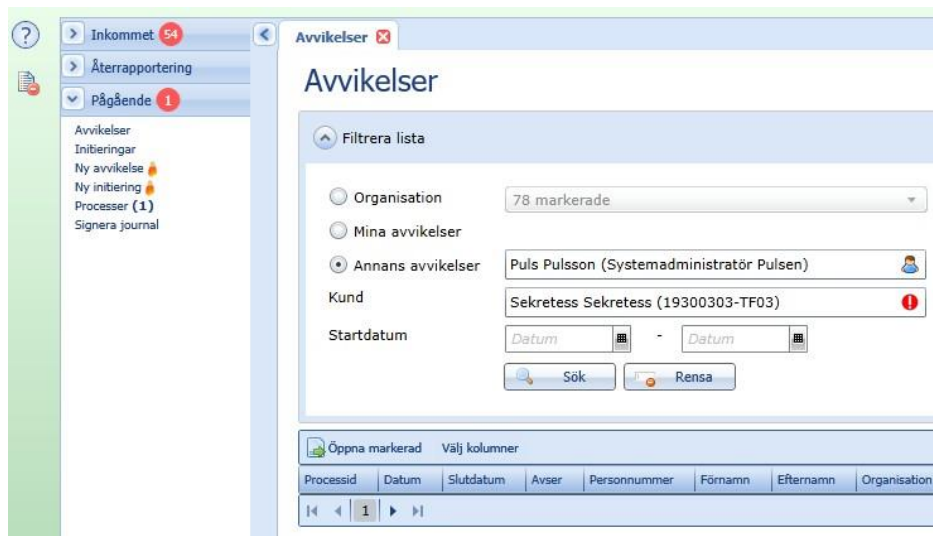 Inkommet 54
Återrapportering
Pågående 1
Avvikelser
Initieringar
Ny avvikelse
Ny initiering
Processer (1)
Signera journal
Avvikelser
Avvikelser
Filtrera lista
Organisation 78 markerade
Mina avvikelser
Annans avvikelser Puls Pulsson (Systemadministratör Pulsen)
Kund Sekretess Sekretess (19300303-TF03)
Startdatum Datum - Datum
Sök Rensa
Öppna markerad Välj kolumner
Processid Datum Slutdatum Avser Personnummer Förnamn Efternamn Organisation
1